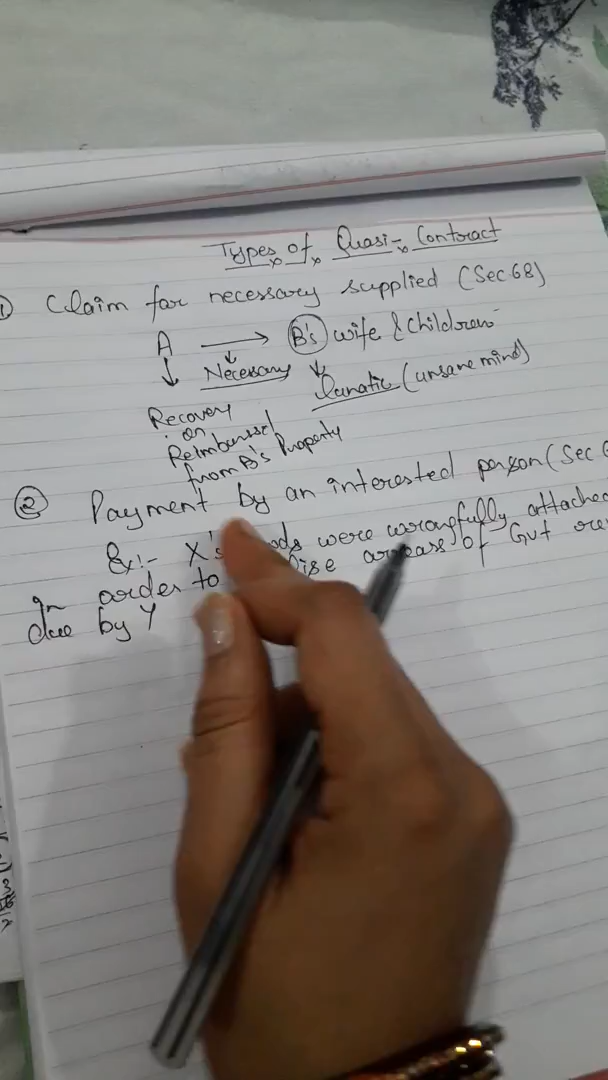 Types of Quasi-Contract
1) Claim for necessary supplied (Sec 68)
A → B's wife & children
Necessary
lunatic (unsane mind)
Recovery
or
Reimbursed
from B's Property
2 Payment by an interested person (Sec 6
Ex:- X's were wrongfully attached
In order to arrears of Gvt
due by Y